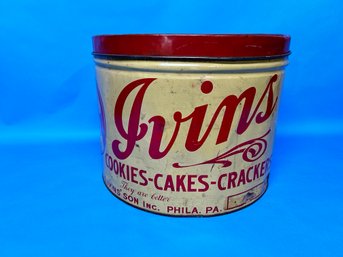 Ivins
COOKIES-CAKES-CRACKERS
They are better
SON INC. PHILA. PA.